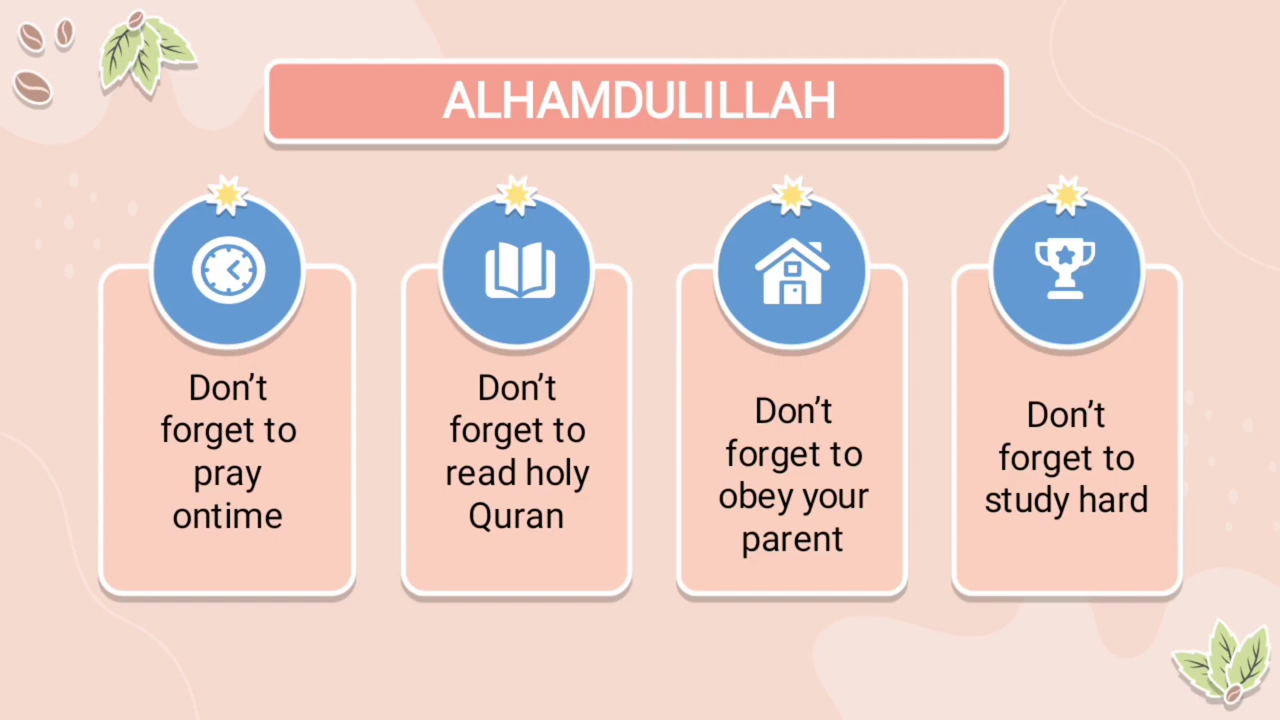 ALHAMDULILLAH
Don’t
forget to
pray
ontime
Don’t
forget to
read holy
Quran
Don’t
forget to
obey your
parent
Don’t
forget to
study hard